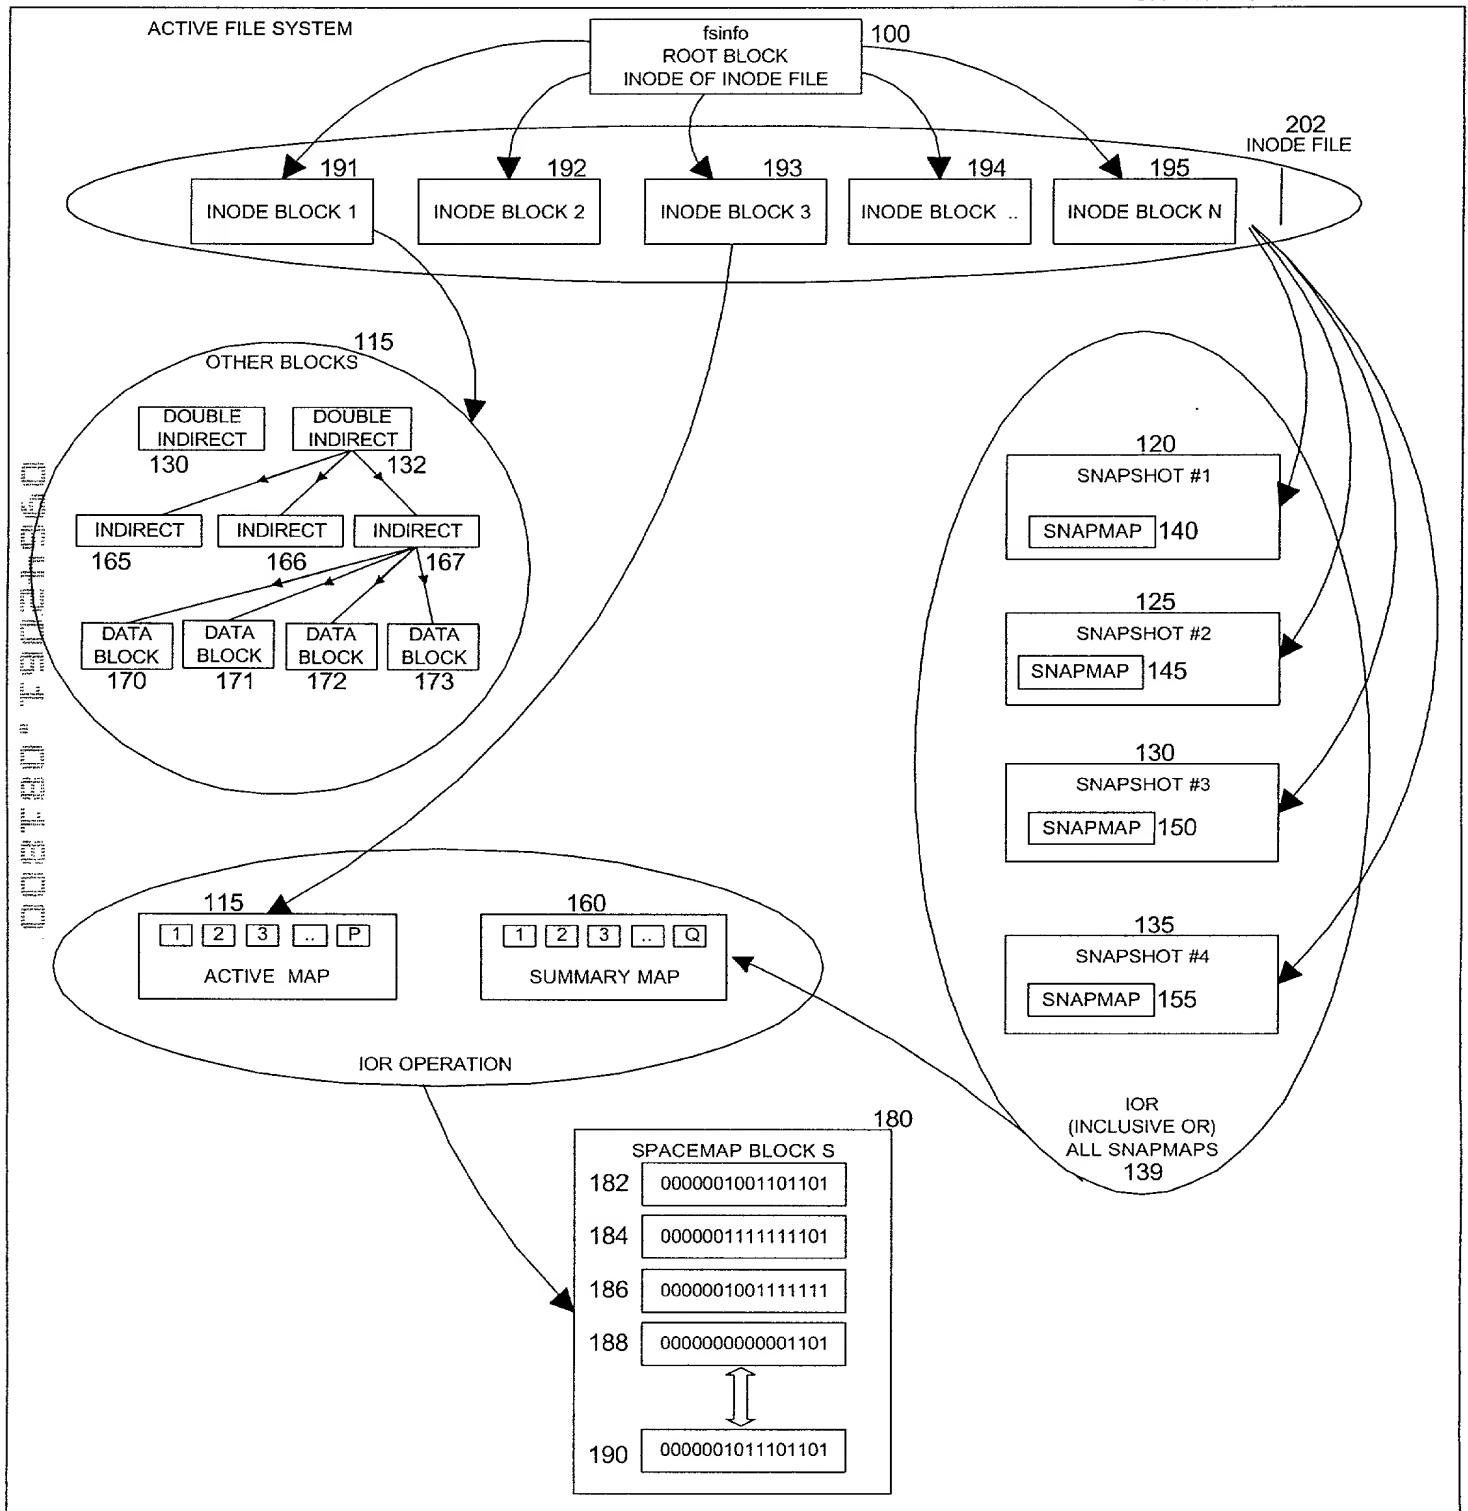 ACTIVE FILE SYSTEM
fsinfo
ROOT BLOCK
INODE OF INODE FILE
100
202
INODE FILE
191
INODE BLOCK 1
192
INODE BLOCK 2
193
INODE BLOCK 3
194
INODE BLOCK ..
195
INODE BLOCK N
115
OTHER BLOCKS
DOUBLE
INDIRECT
130
DOUBLE
INDIRECT
132
INDIRECT
165
INDIRECT
166
INDIRECT
167
DATA
BLOCK
170
DATA
BLOCK
171
DATA
BLOCK
172
DATA
BLOCK
173
120
SNAPSHOT #1
SNAPMAP 140
125
SNAPSHOT #2
SNAPMAP 145
130
SNAPSHOT #3
SNAPMAP 150
135
SNAPSHOT #4
SNAPMAP 155
IOR
(INCLUSIVE OR)
ALL SNAPMAPS
139
115
1 2 3 .. P
ACTIVE MAP
160
1 2 3 .. Q
SUMMARY MAP
IOR OPERATION
180
SPACEMAP BLOCK S
182 0000001001101101
184 0000001111111101
186 0000001001111111
188 0000000000001101
190 0000001011101101